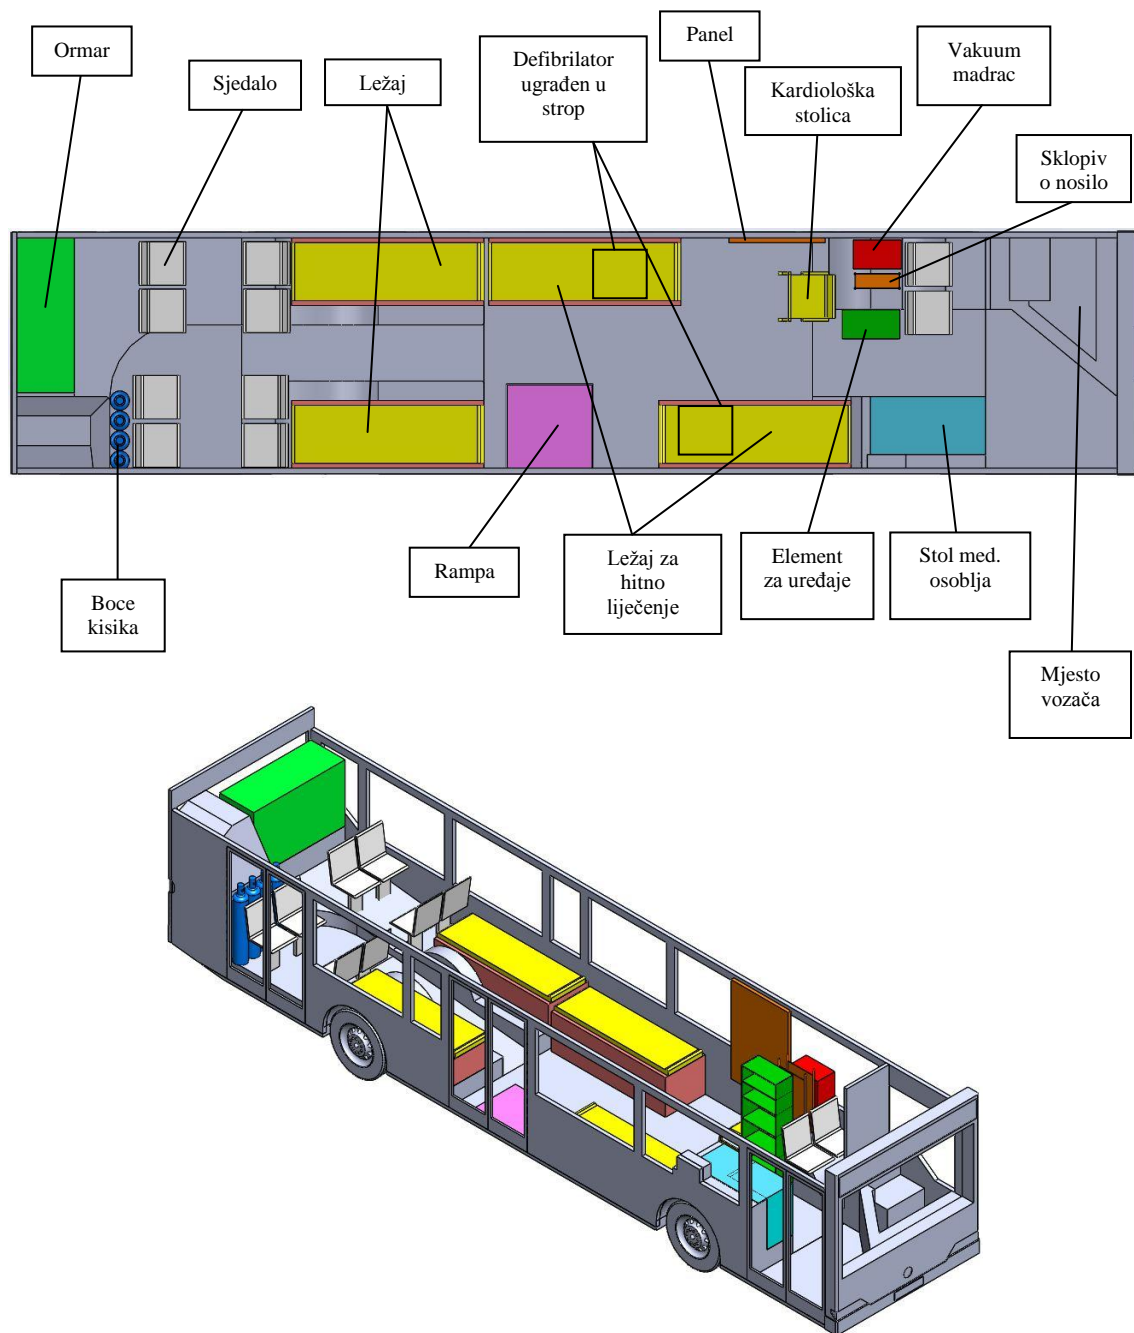 Ormar
Sjedalo
Ležaj
Defibrilator
ugrađen u
strop
Panel
Kardiološka
stolica
Vakuum
madrac
Sklopiv
o nosilo
Boce
kisika
Rampa
Ležaj za
hitno
liječenje
Element
za uređaje
Stol med.
osoblja
Mjesto
vozača